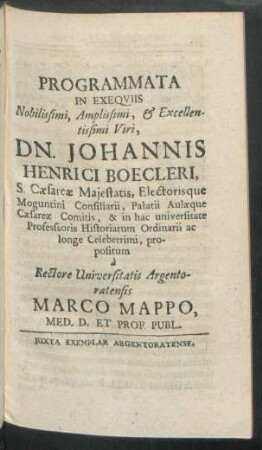 PROGRAMMATA
IN EXEQVIIS
Nobilissimi, Amplissimi, & Excellen-
tissimi Viri,
DN. JOHANNIS
HENRICI BOECLERI,
S. Cæsareæ Majestatis, Electorisque
Moguntini Consiliarii, Palatii Aulæque
Cæsareæ Comitis, & in hac universitate
Professioris Historiarum Ordinarii ac
longe Celeberrimi, pro-
positum
à
Rectore Universitatis Argento-
ratensis
MARCO MAPPO,
MED. D. ET PROF PUBL.
JUXTA EXEMPLAR ARGENTORATENSE.